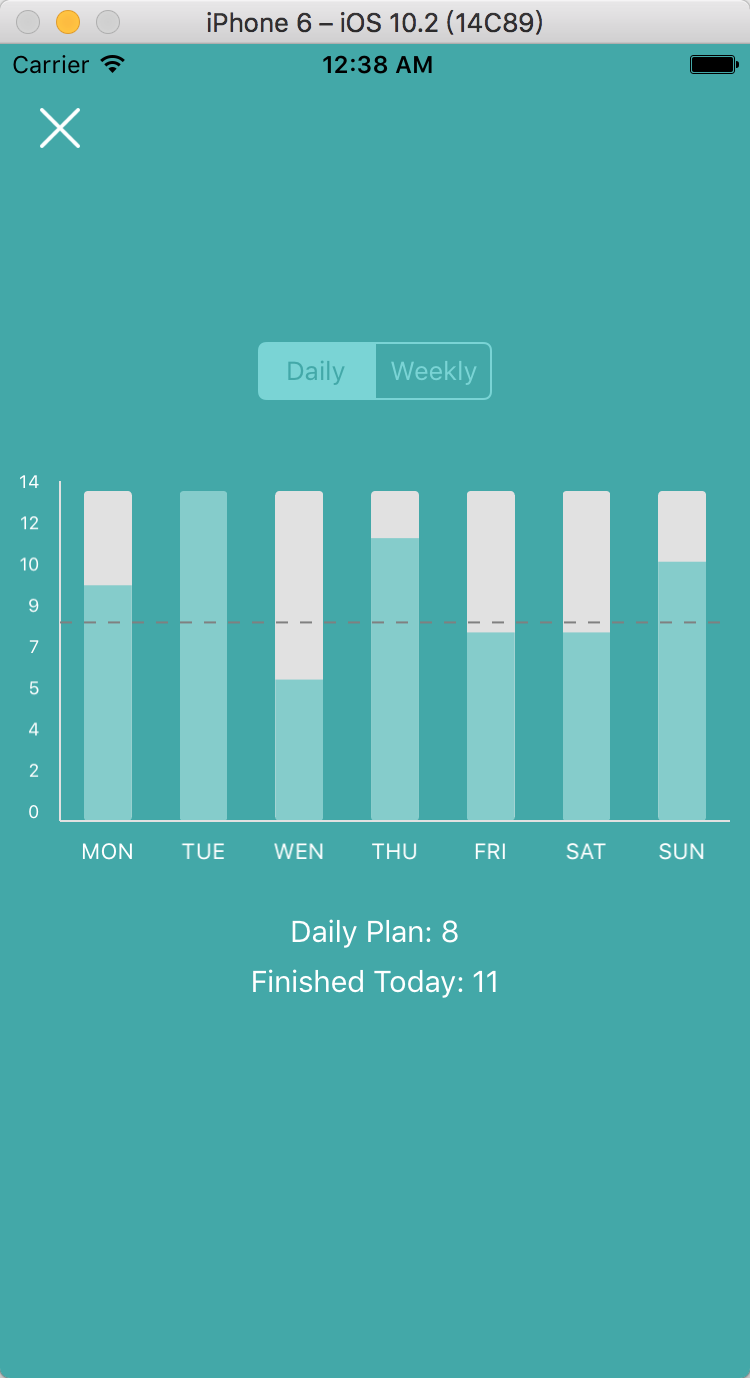 iPhone 6 – iOS 10.2 (14C89)
Carrier 12:38 AM
Daily Weekly
14
12
10
9
7
5
4
2
0
MON TUE WEN THU FRI SAT SUN
Daily Plan: 8
Finished Today: 11